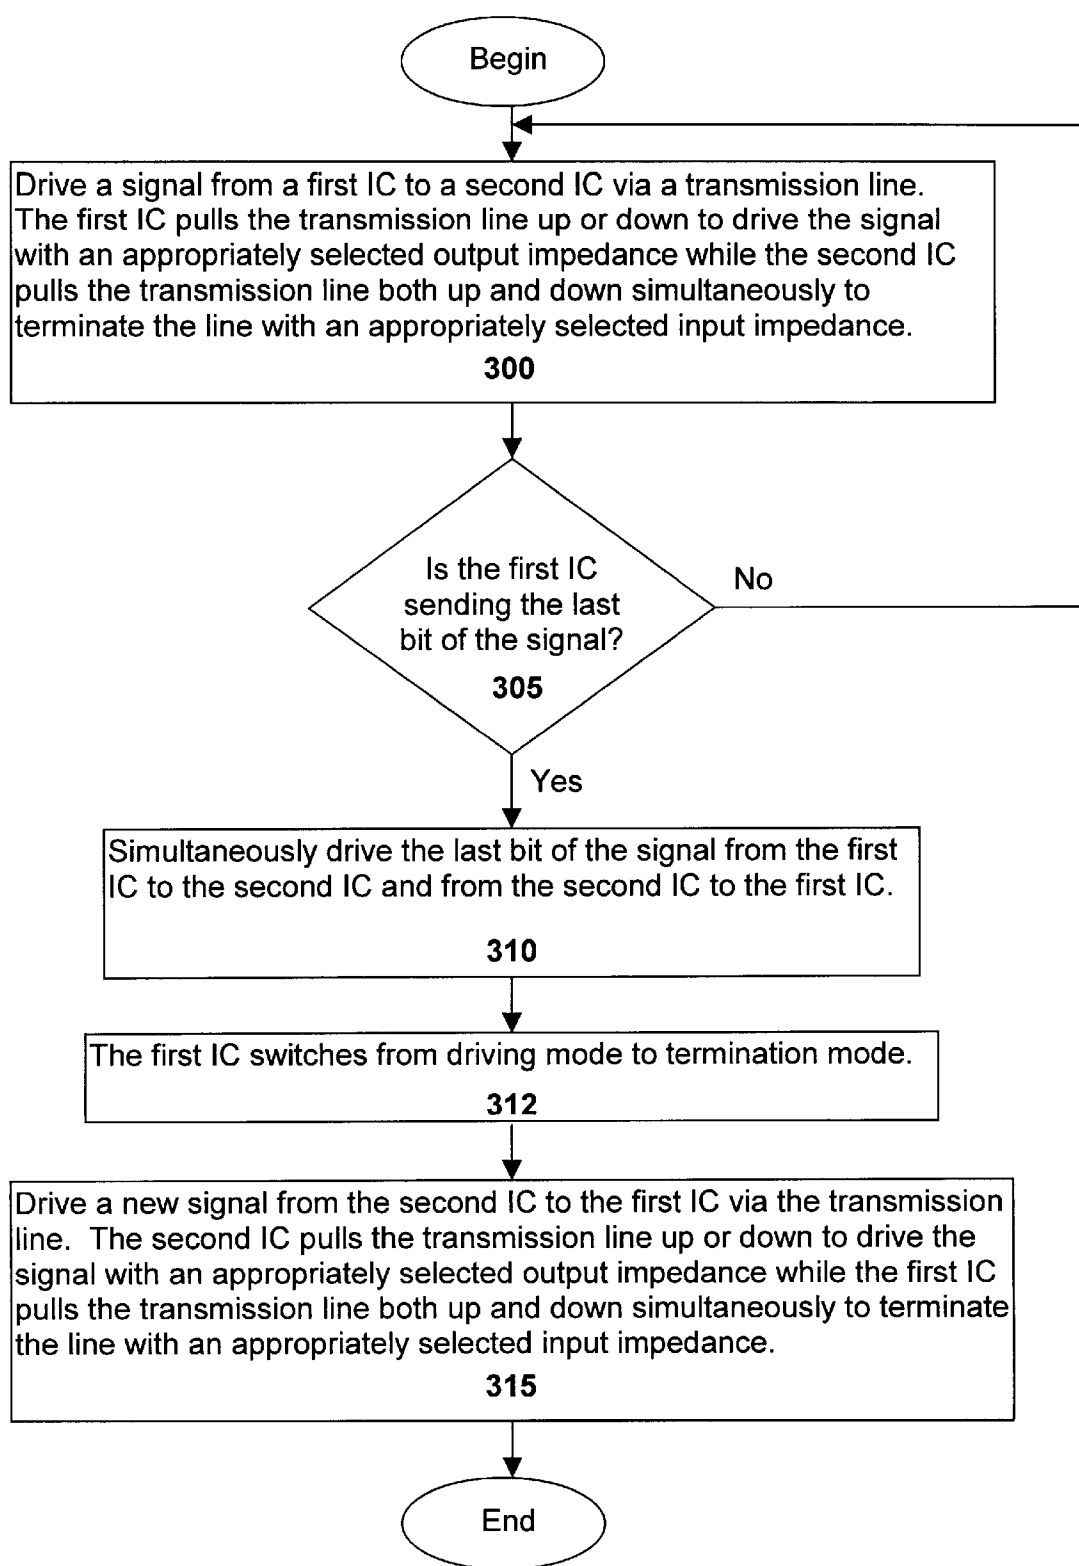 Begin
Drive a signal from a first IC to a second IC via a transmission line.
The first IC pulls the transmission line up or down to drive the signal
with an appropriately selected output impedance while the second IC
pulls the transmission line both up and down simultaneously to
terminate the line with an appropriately selected input impedance.
300
Is the first IC
sending the last
bit of the signal?
305
No
Yes
Simultaneously drive the last bit of the signal from the first
IC to the second IC and from the second IC to the first IC.
310
The first IC switches from driving mode to termination mode.
312
Drive a new signal from the second IC to the first IC via the transmission
line.  The second IC pulls the transmission line up or down to drive the
signal with an appropriately selected output impedance while the first IC
pulls the transmission line both up and down simultaneously to terminate
the line with an appropriately selected input impedance.
315
End